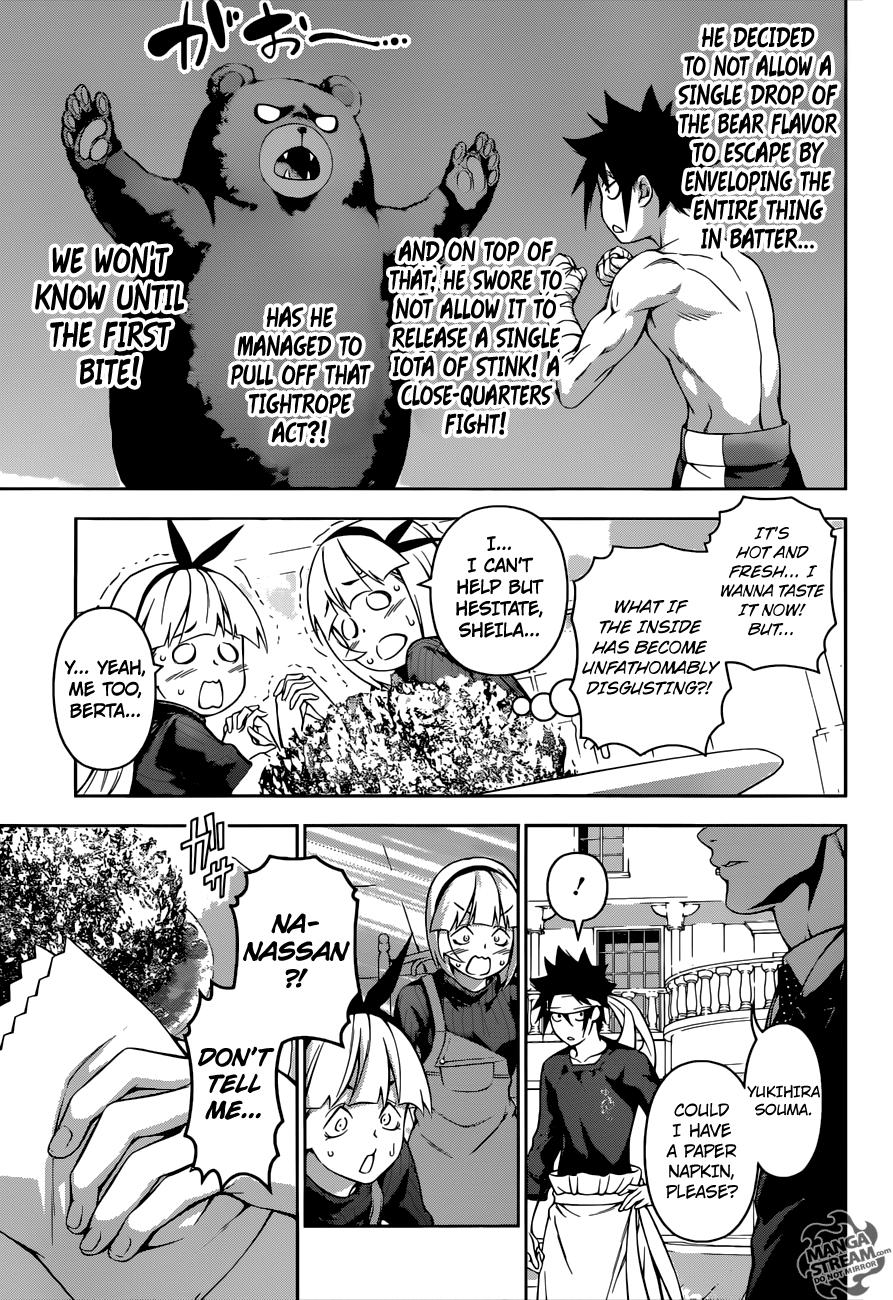 がお〜〜…
HE DECIDED
TO NOT ALLOW A
SINGLE DROP OF
THE BEAR FLAVOR
TO ESCAPE BY
ENVELOPING THE
ENTIRE THING
IN BATTER...
AND ON TOP OF
THAT, HE SWORE TO
NOT ALLOW IT TO
RELEASE A SINGLE
IOTA OF STINK! A
CLOSE-QUARTERS
FIGHT!
HAS HE
MANAGED TO
PULL OFF THAT
TIGHTROPE
ACT?!
WE WON'T
KNOW UNTIL
THE FIRST
BITE!
IT'S
HOT AND
FRESH... I
WANNA TASTE
IT NOW!
BUT...
WHAT IF
THE INSIDE
HAS BECOME
UNFATHOMABLY
DISGUSTING?!
I...
I CAN'T
HELP BUT
HESITATE,
SHEILA...
Y... YEAH,
ME TOO,
BERTA...
YUKIHIRA
SOUMA.
COULD
I HAVE
A PAPER
NAPKIN,
PLEASE?
!
NA-
NASSAN
?!
DON'T
TELL
ME...
ガサ
MANGA
STREAM.com
DO NOT MIRROR